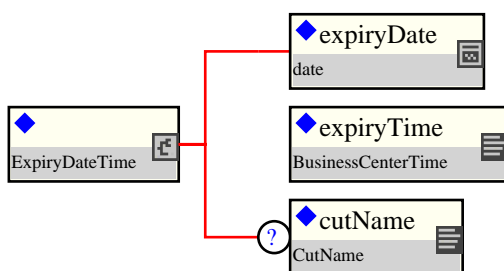 expiryDate
date
ExpiryDateTime
expiryTime
BusinessCenterTime
?
cutName
CutName